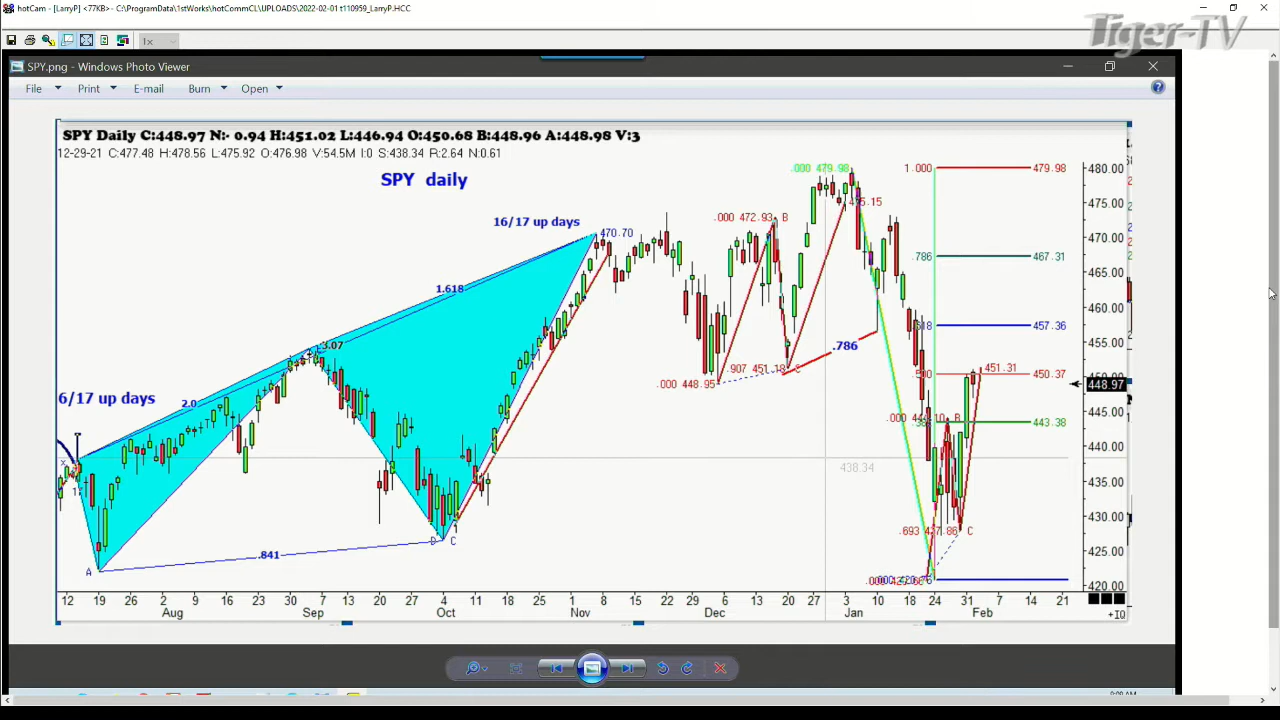 hotCam - [LarryP] <77KB> - C:\ProgramData\1stWorks\hotCommCL\UPLOADS\2022-02-01 t110959_LarryP.HCC
Tiger-TV
1x
SPY.png - Windows Photo Viewer
File Print E-mail Burn Open
SPY Daily C:448.97 N:- 0.94 H:451.02 L:446.94 O:450.68 B:448.96 A:448.98 V:3
12-29-21 C:477.48 H:478.56 L:475.92 O:476.98 V:54.5M I:0 S:438.34 R:2.64 N:0.61
SPY daily
.000 479.98
1.000 479.98
480.00
475.15
475.00
16/17 up days
.000 472.93 B
470.70
470.00
.786 467.31
465.00
1.618
460.00
.618 457.36
455.00
3.07
.786
.907 451.18 C
451.31
.000 448.95
.500 450.37
448.97
6/17 up days
2.0
445.00
B
443.38
440.00
438.34
435.00
430.00
.693 427.86 C
D C
425.00
.841
A
420.00
12 19 26 2 9 16 23 30 7 13 20 27 4 11 18 25 1 8 15 22 29 6 13 20 27 3 10 18 24 31 7 14 21
Aug Sep Oct Nov Dec Jan Feb
+IQ